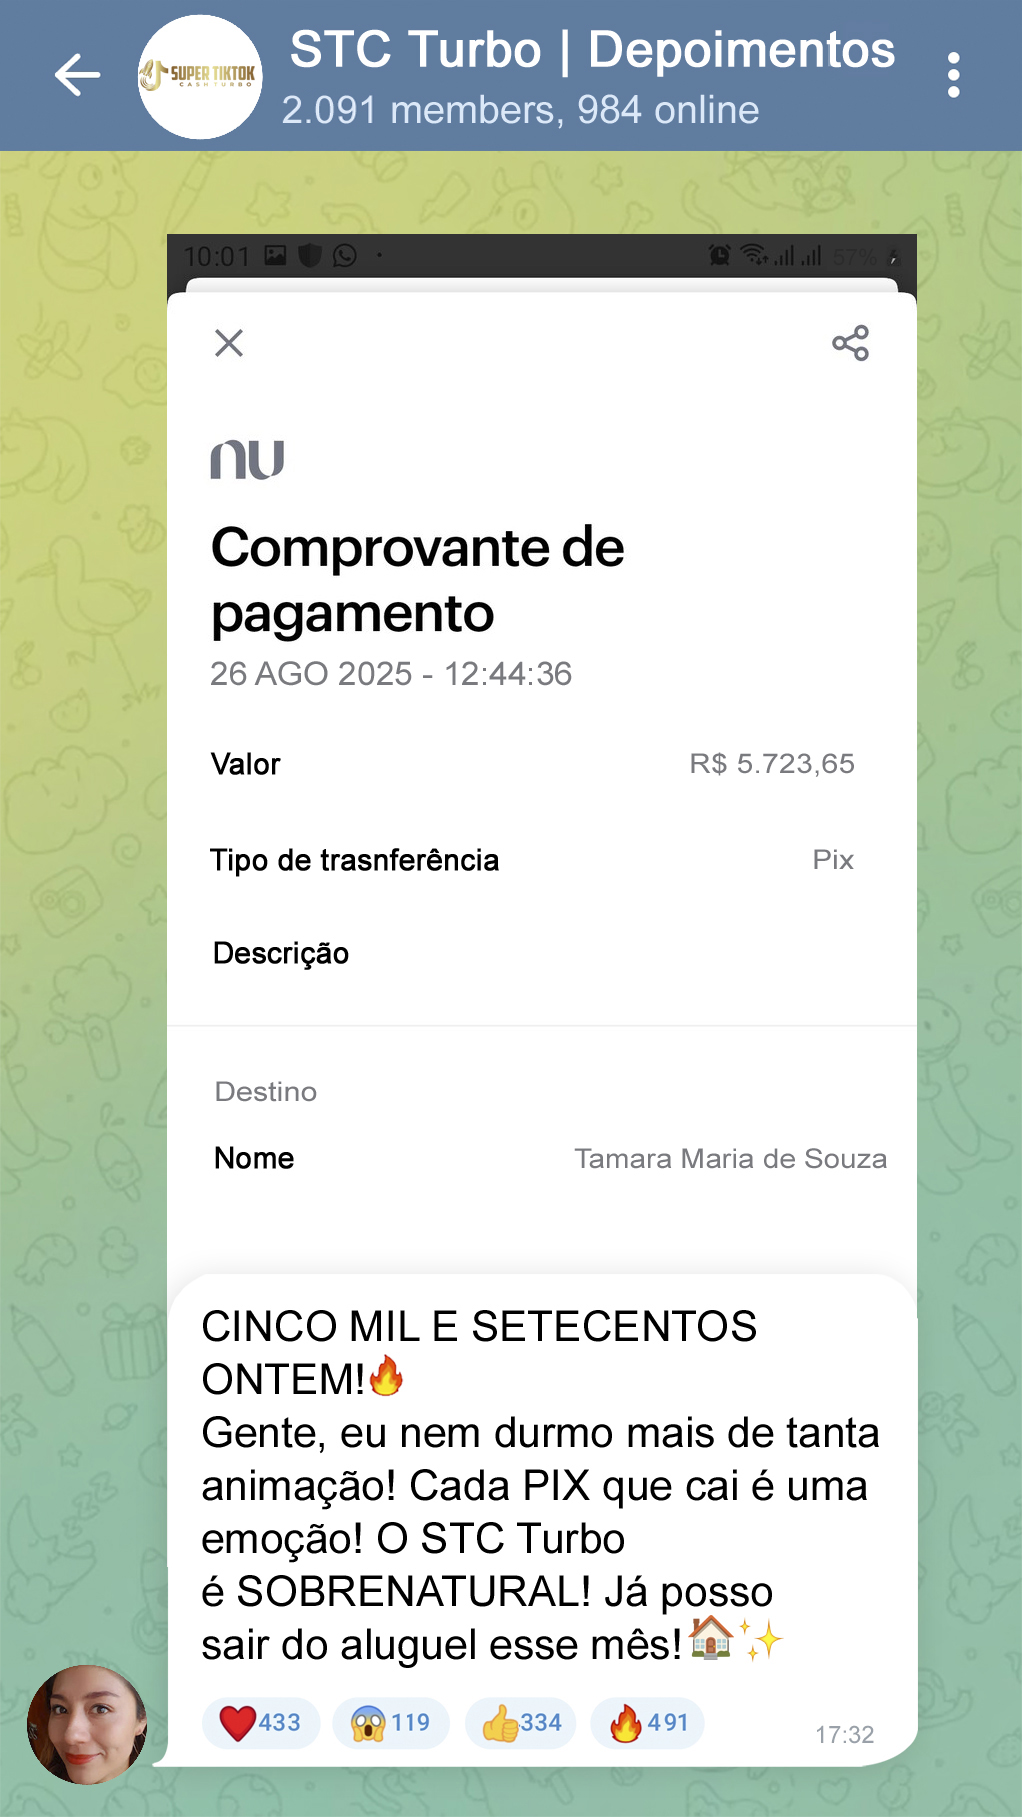 STC Turbo | Depoimentos
SUPER TIKTOK
CASH TURBO
2.091 members, 984 online
10:01
57%
nu
Comprovante de
pagamento
26 AGO 2025 - 12:44:36
Valor
R$ 5.723,65
Tipo de trasnferência
Pix
Descrição
Destino
Nome
Tamara Maria de Souza
CINCO MIL E SETECENTOS
ONTEM!🔥
Gente, eu nem durmo mais de tanta
animação! Cada PIX que cai é uma
emoção! O STC Turbo
é SOBRENATURAL! Já posso
sair do aluguel esse mês!🏠✨
❤️433 😱119 👍334 🔥491
17:32